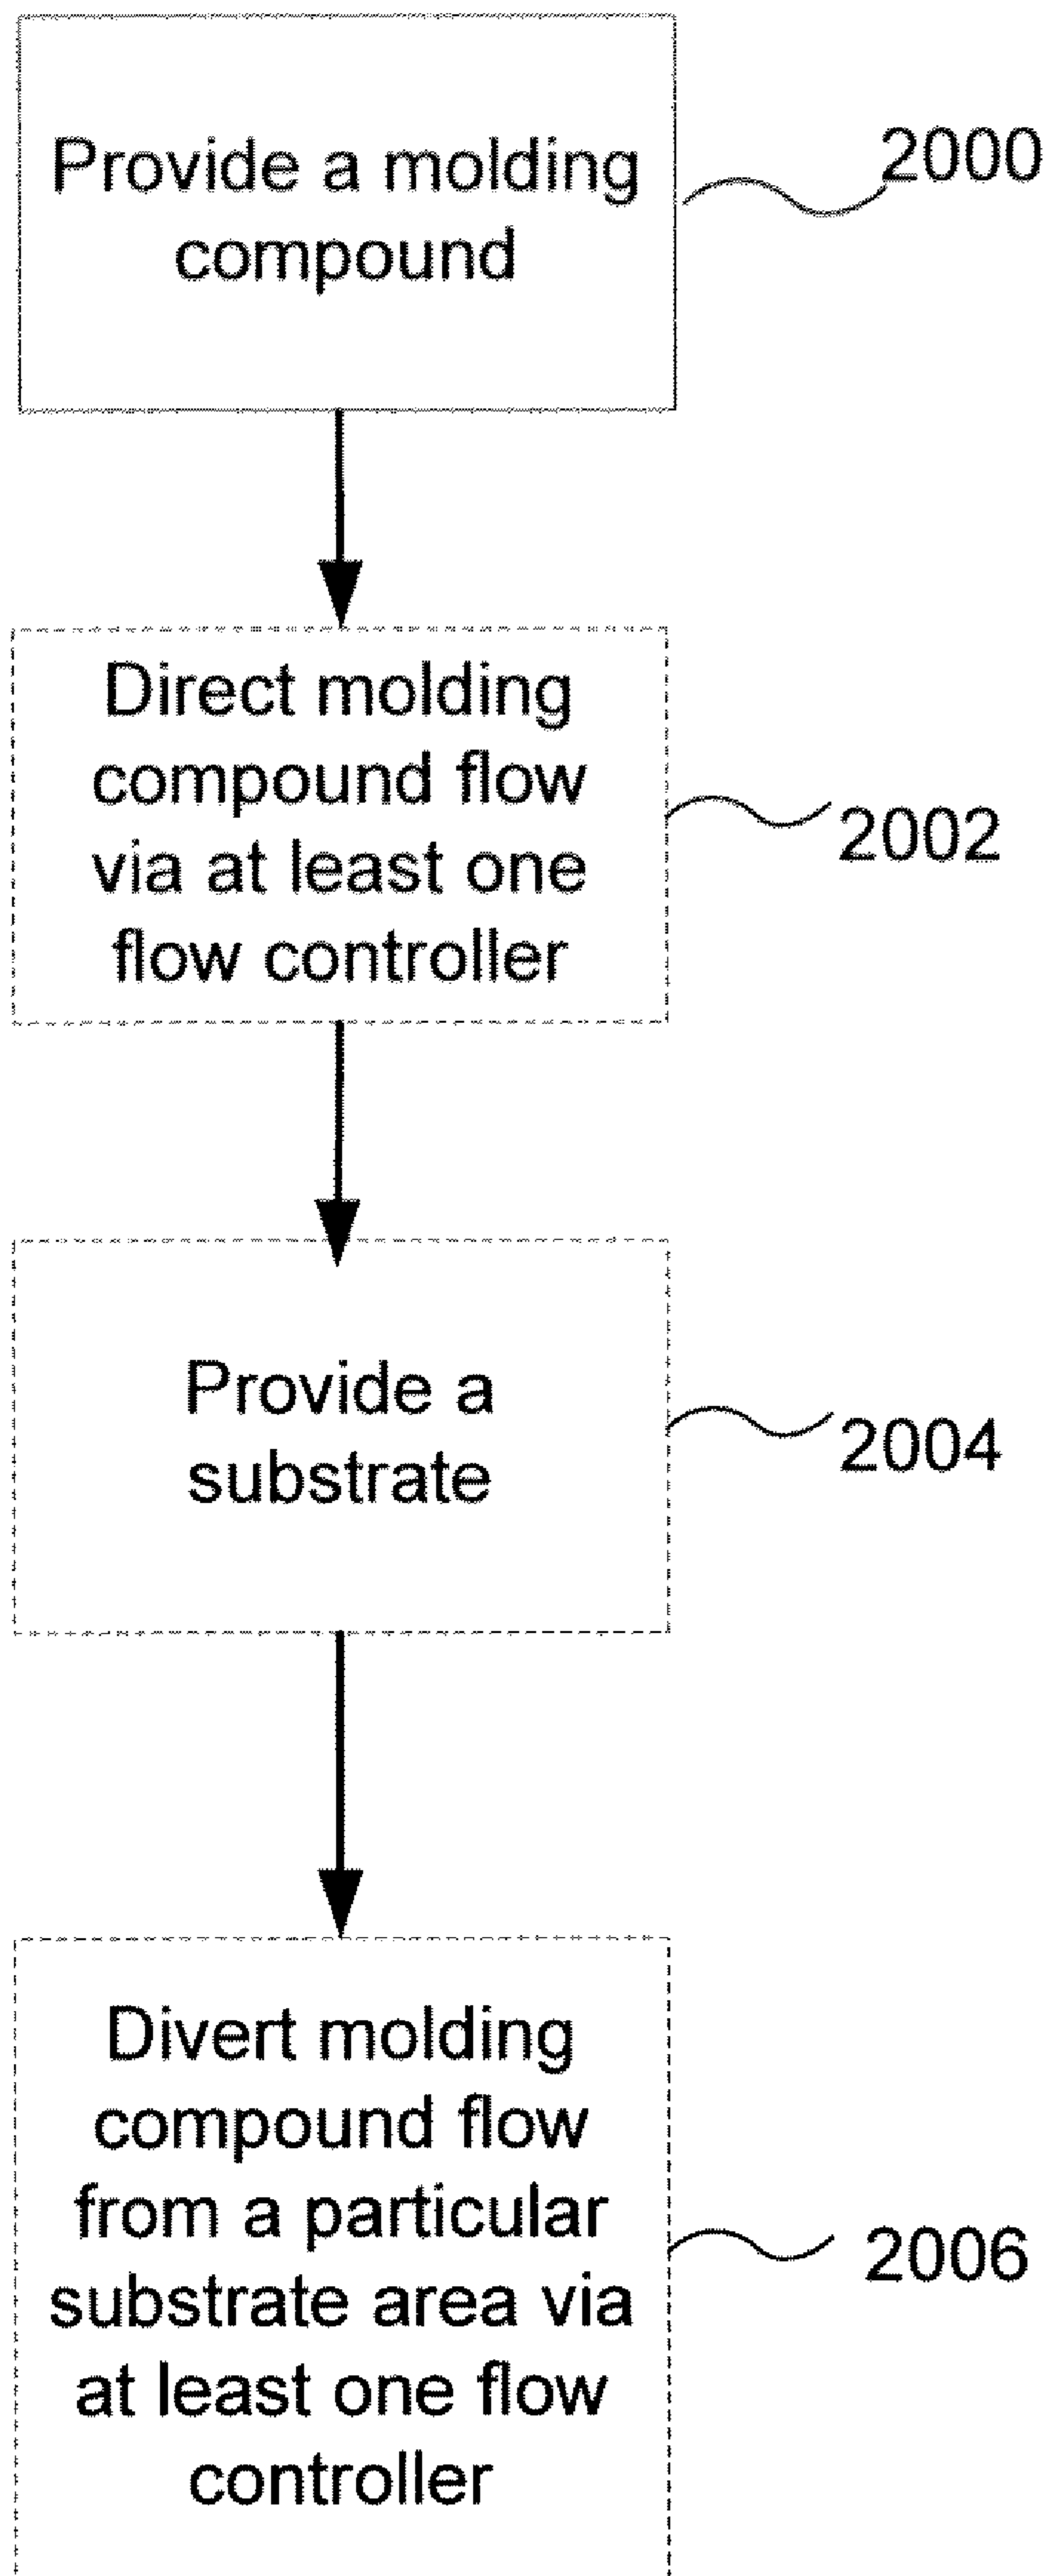 Provide a molding
compound
2000
Direct molding
compound flow
via at least one
flow controller
2002
Provide a
substrate
2004
Divert molding
compound flow
from a particular
substrate area via
at least one flow
controller
2006